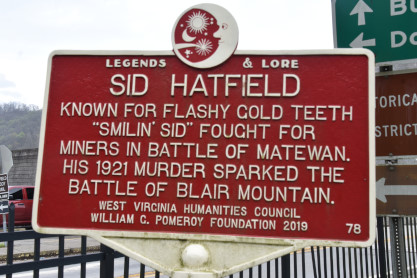 LEGENDS & LORE
SID HATFIELD
KNOWN FOR FLASHY GOLD TEETH
"SMILIN' SID" FOUGHT FOR
MINERS IN BATTLE OF MATEWAN.
HIS 1921 MURDER SPARKED THE
BATTLE OF BLAIR MOUNTAIN.
WEST VIRGINIA HUMANITIES COUNCIL
WILLIAM G. POMEROY FOUNDATION 2019
78